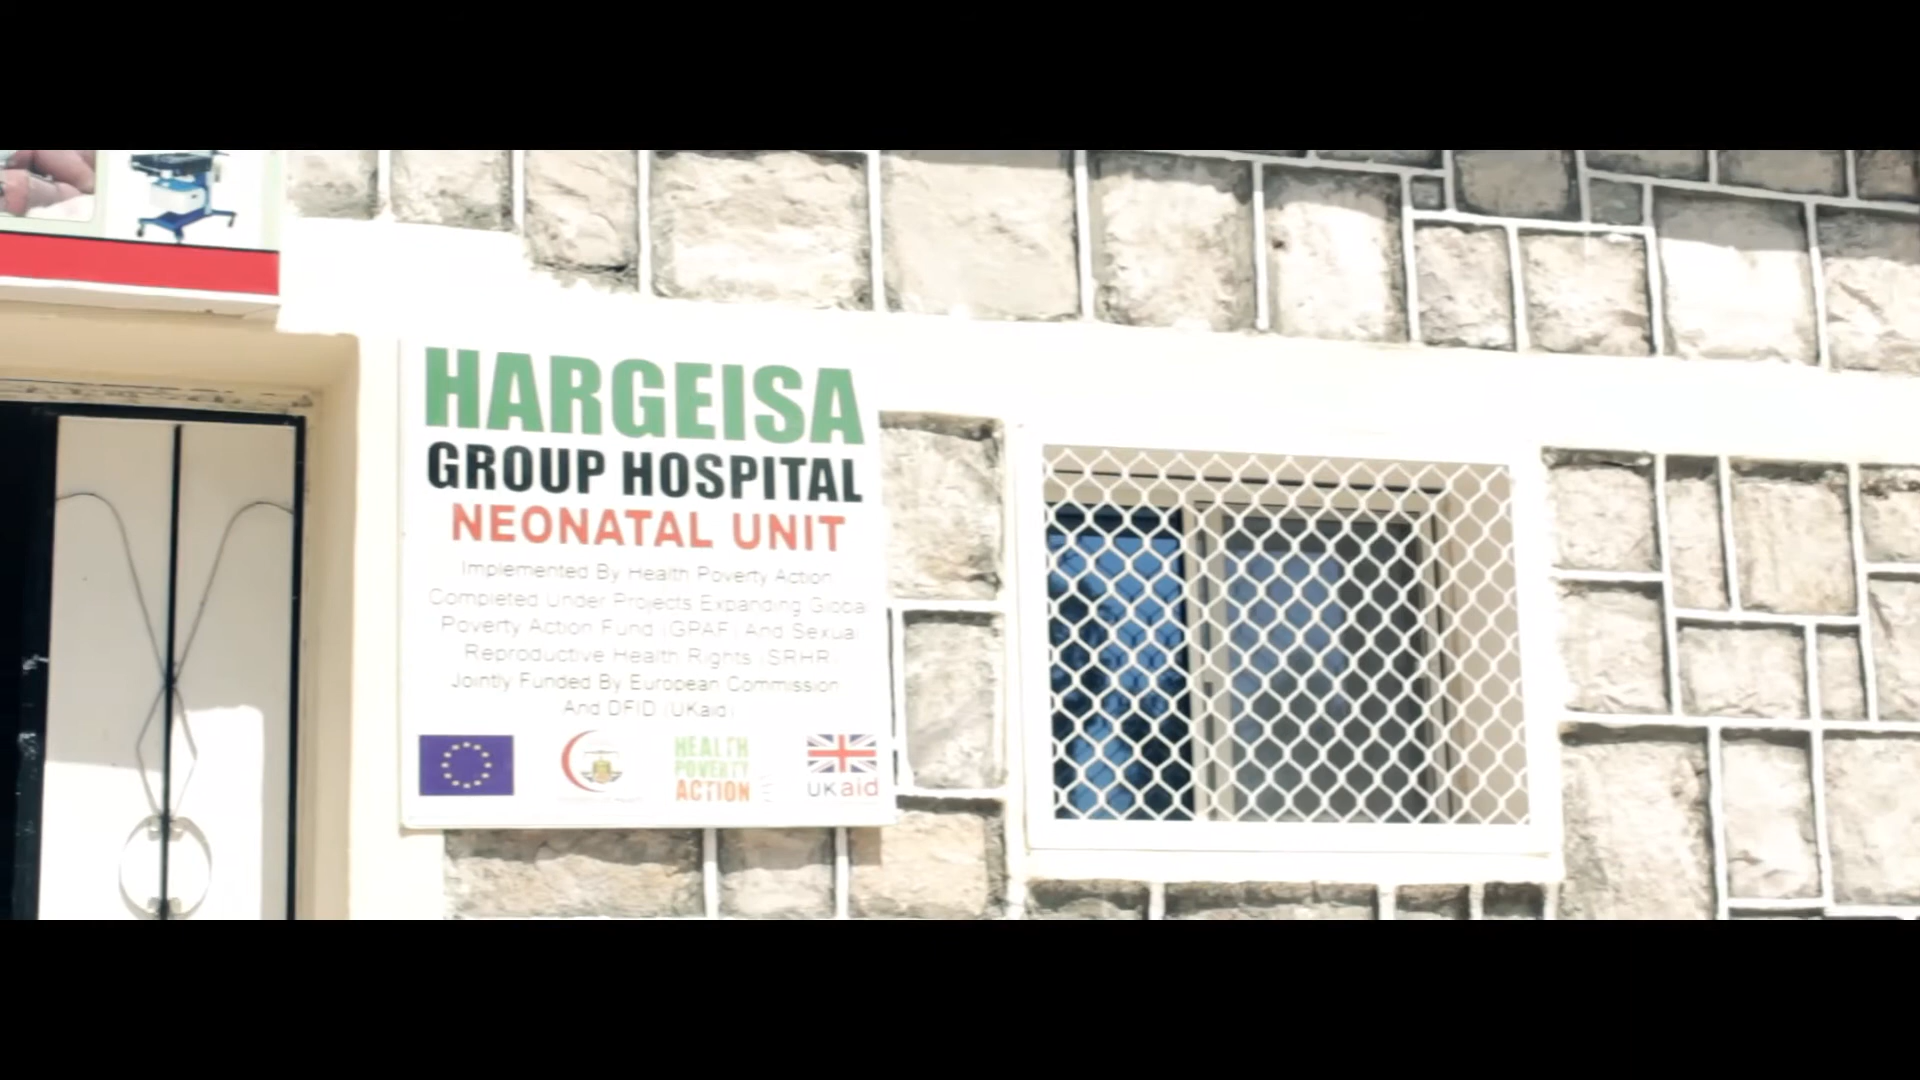 HARGEISA
GROUP HOSPITAL
NEONATAL UNIT
Implemented By Health Poverty Action
Completed Under Projects Expanding Global
Poverty Action Fund (GPAF) And Sexual
Reproductive Health Rights (SRHR)
Jointly Funded By European Commission
And DFID (UKaid)
HEALTH
POVERTY
ACTION
UKaid